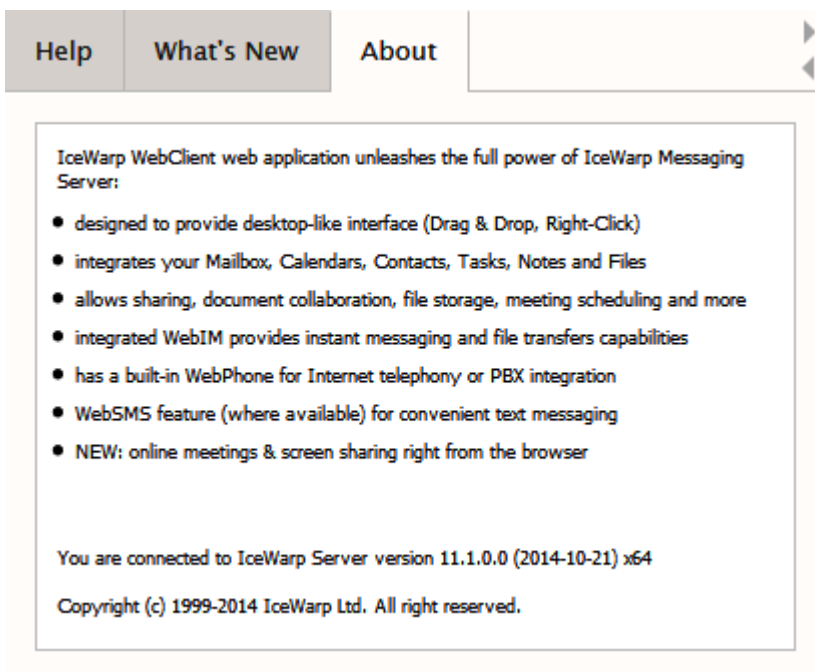 Help What's New About
IceWarp WebClient web application unleashes the full power of IceWarp Messaging
Server:
• designed to provide desktop-like interface (Drag & Drop, Right-Click)
• integrates your Mailbox, Calendars, Contacts, Tasks, Notes and Files
• allows sharing, document collaboration, file storage, meeting scheduling and more
• integrated WebIM provides instant messaging and file transfers capabilities
• has a built-in WebPhone for Internet telephony or PBX integration
• WebSMS feature (where available) for convenient text messaging
• NEW: online meetings & screen sharing right from the browser
You are connected to IceWarp Server version 11.1.0.0 (2014-10-21) x64
Copyright (c) 1999-2014 IceWarp Ltd. All right reserved.